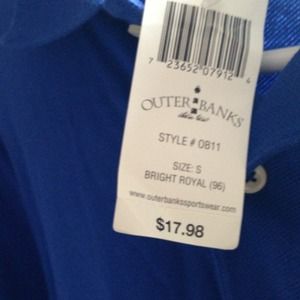 7 23652 07912 4
OUTER BANKS
STYLE # OB11
SIZE: S
BRIGHT ROYAL (96)
www.outerbankssportswear.com
$17.98